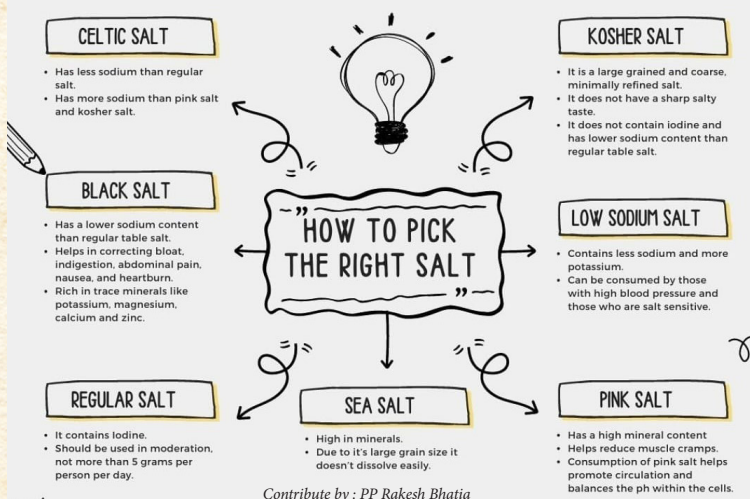 CELTIC SALT
• Has less sodium than regular
salt.
• Has more sodium than pink salt
and kosher salt.
KOSHER SALT
• It is a large grained and coarse,
minimally refined salt.
• It does not have a sharp salty
taste.
• It does not contain iodine and
has lower sodium content than
regular table salt.
BLACK SALT
• Has a lower sodium content
than regular table salt.
• Helps in correcting bloat,
indigestion, abdominal pain,
nausea, and heartburn.
• Rich in trace minerals like
potassium, magnesium,
calcium and zinc.
HOW TO PICK
THE RIGHT SALT
LOW SODIUM SALT
• Contains less sodium and more
potassium.
• Can be consumed by those
with high blood pressure and
those who are salt sensitive.
REGULAR SALT
• It contains Iodine.
• Should be used in moderation,
not more than 5 grams per
person per day.
SEA SALT
• High in minerals.
• Due to it's large grain size it
doesn't dissolve easily.
PINK SALT
• Has a high mineral content
• Helps reduce muscle cramps.
• Consumption of pink salt helps
promote circulation and
balances the ph within the cells.
Contribute by : PP Rakesh Bhatia